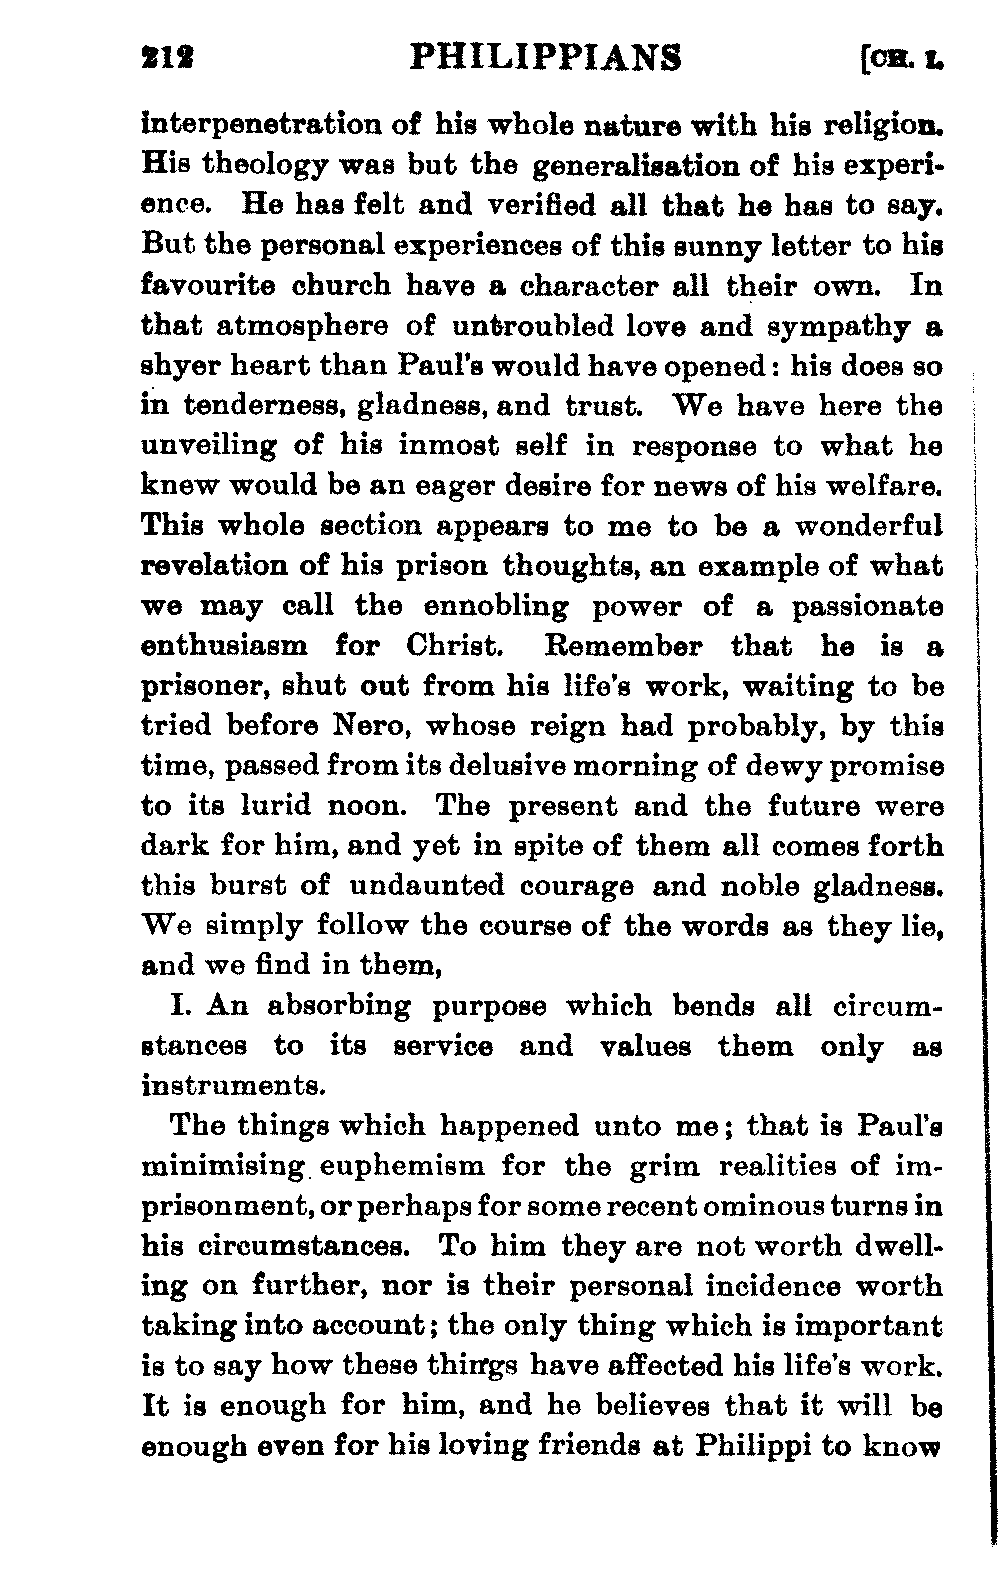 212 PHILIPPIANS [CH. I.
interpenetration of his whole nature with his religion.
His theology was but the generalisation of his experi-
ence. He has felt and verified all that he has to say.
But the personal experiences of this sunny letter to his
favourite church have a character all their own. In
that atmosphere of untroubled love and sympathy a
shyer heart than Paul's would have opened: his does so
in tenderness, gladness, and trust. We have here the
unveiling of his inmost self in response to what he
knew would be an eager desire for news of his welfare.
This whole section appears to me to be a wonderful
revelation of his prison thoughts, an example of what
we may call the ennobling power of a passionate
enthusiasm for Christ. Remember that he is a
prisoner, shut out from his life's work, waiting to be
tried before Nero, whose reign had probably, by this
time, passed from its delusive morning of dewy promise
to its lurid noon. The present and the future were
dark for him, and yet in spite of them all comes forth
this burst of undaunted courage and noble gladness.
We simply follow the course of the words as they lie,
and we find in them,
I. An absorbing purpose which bends all circum-
stances to its service and values them only as
instruments.
The things which happened unto me; that is Paul's
minimising euphemism for the grim realities of im-
prisonment, or perhaps for some recent ominous turns in
his circumstances. To him they are not worth dwell-
ing on further, nor is their personal incidence worth
taking into account; the only thing which is important
is to say how these things have affected his life's work.
It is enough for him, and he believes that it will be
enough even for his loving friends at Philippi to know